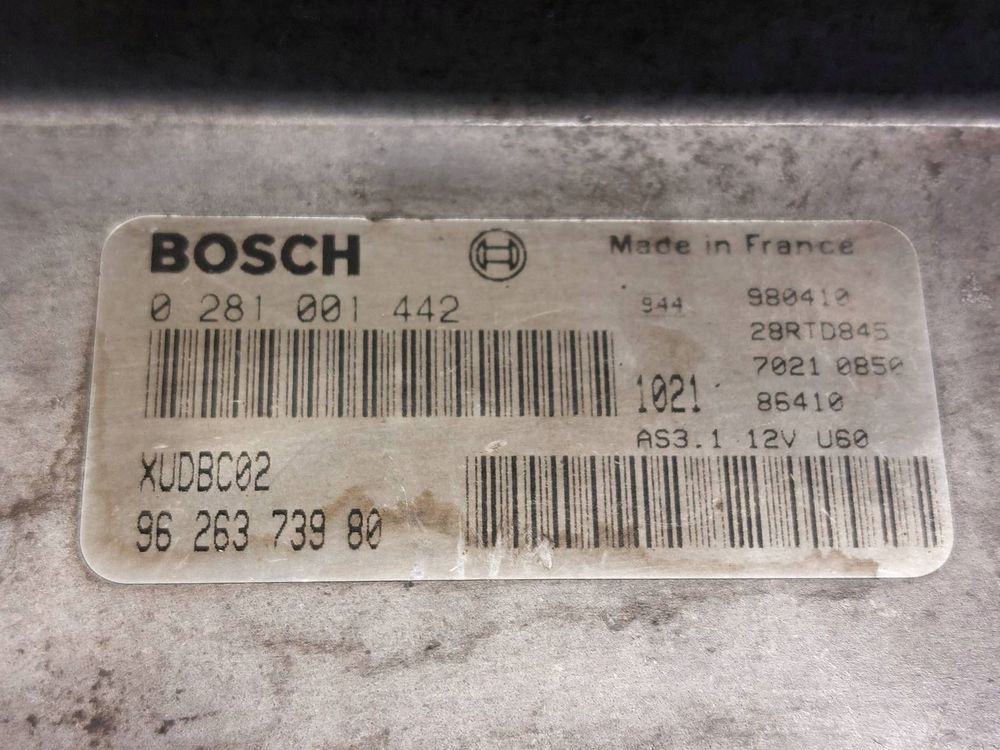 BOSCH
Made in France
0 281 001 442
944 980410
28RTD845
7021 0850
1021 86410
AS3.1 12V U60
XUDBC02
96 263 739 80